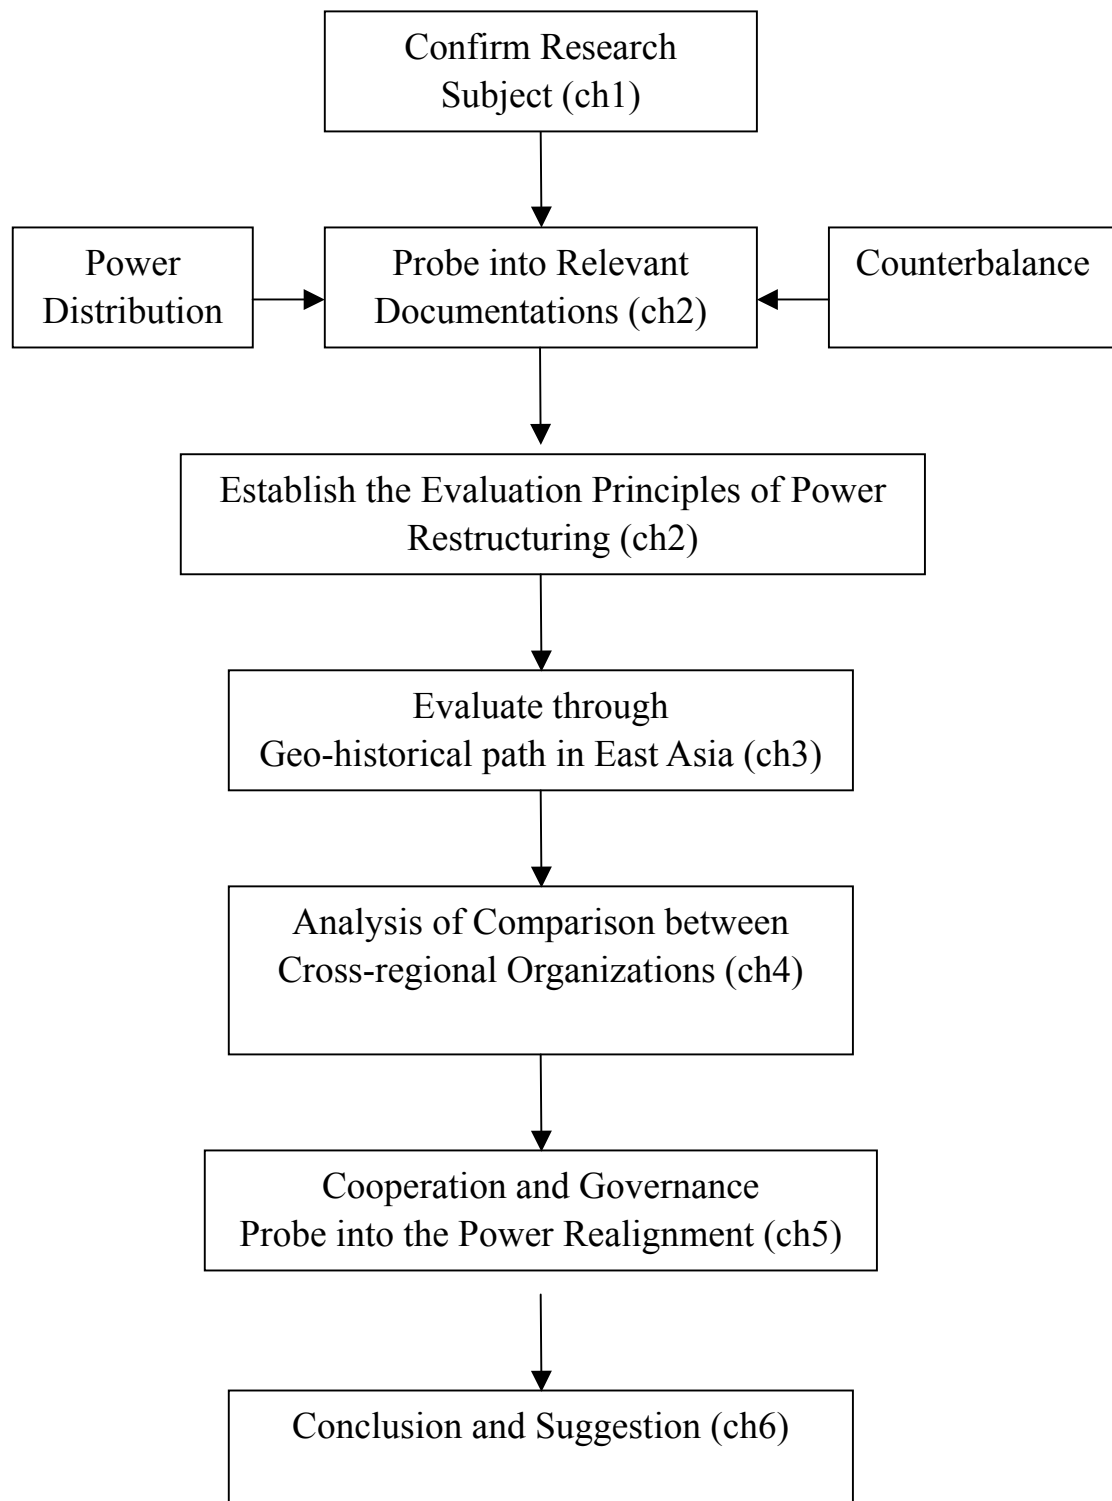 Confirm Research
Subject (ch1)
Power
Distribution
Probe into Relevant
Documentations (ch2)
Counterbalance
Establish the Evaluation Principles of Power
Restructuring (ch2)
Evaluate through
Geo-historical path in East Asia (ch3)
Analysis of Comparison between
Cross-regional Organizations (ch4)
Cooperation and Governance
Probe into the Power Realignment (ch5)
Conclusion and Suggestion (ch6)